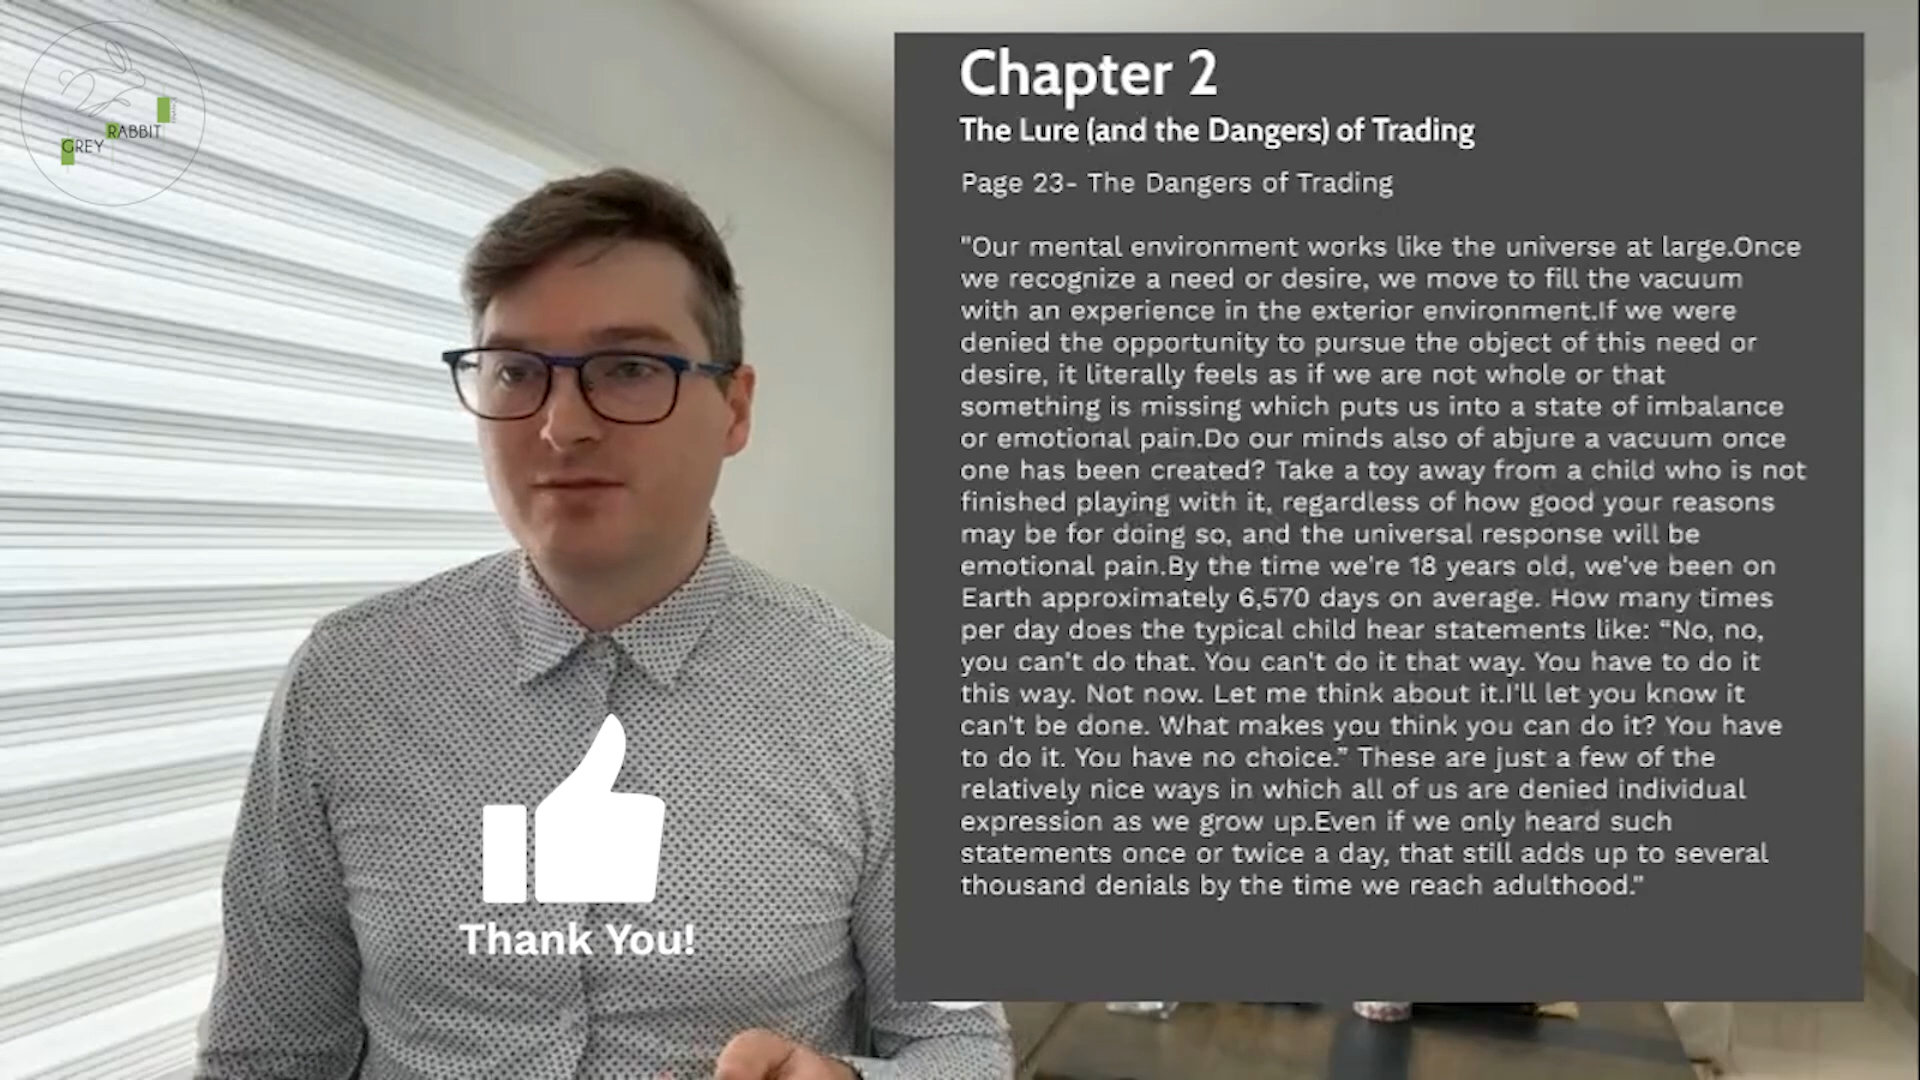 GREY
RABBIT
Chapter 2
The Lure (and the Dangers) of Trading
Page 23- The Dangers of Trading
"Our mental environment works like the universe at large.Once
we recognize a need or desire, we move to fill the vacuum
with an experience in the exterior environment.If we were
denied the opportunity to pursue the object of this need or
desire, it literally feels as if we are not whole or that
something is missing which puts us into a state of imbalance
or emotional pain.Do our minds also of abjure a vacuum once
one has been created? Take a toy away from a child who is not
finished playing with it, regardless of how good your reasons
may be for doing so, and the universal response will be
emotional pain.By the time we're 18 years old, we've been on
Earth approximately 6,570 days on average. How many times
per day does the typical child hear statements like: “No, no,
you can't do that. You can't do it that way. You have to do it
this way. Not now. Let me think about it.I'll let you know it
can't be done. What makes you think you can do it? You have
to do it. You have no choice.” These are just a few of the
relatively nice ways in which all of us are denied individual
expression as we grow up.Even if we only heard such
statements once or twice a day, that still adds up to several
thousand denials by the time we reach adulthood.”
Thank You!